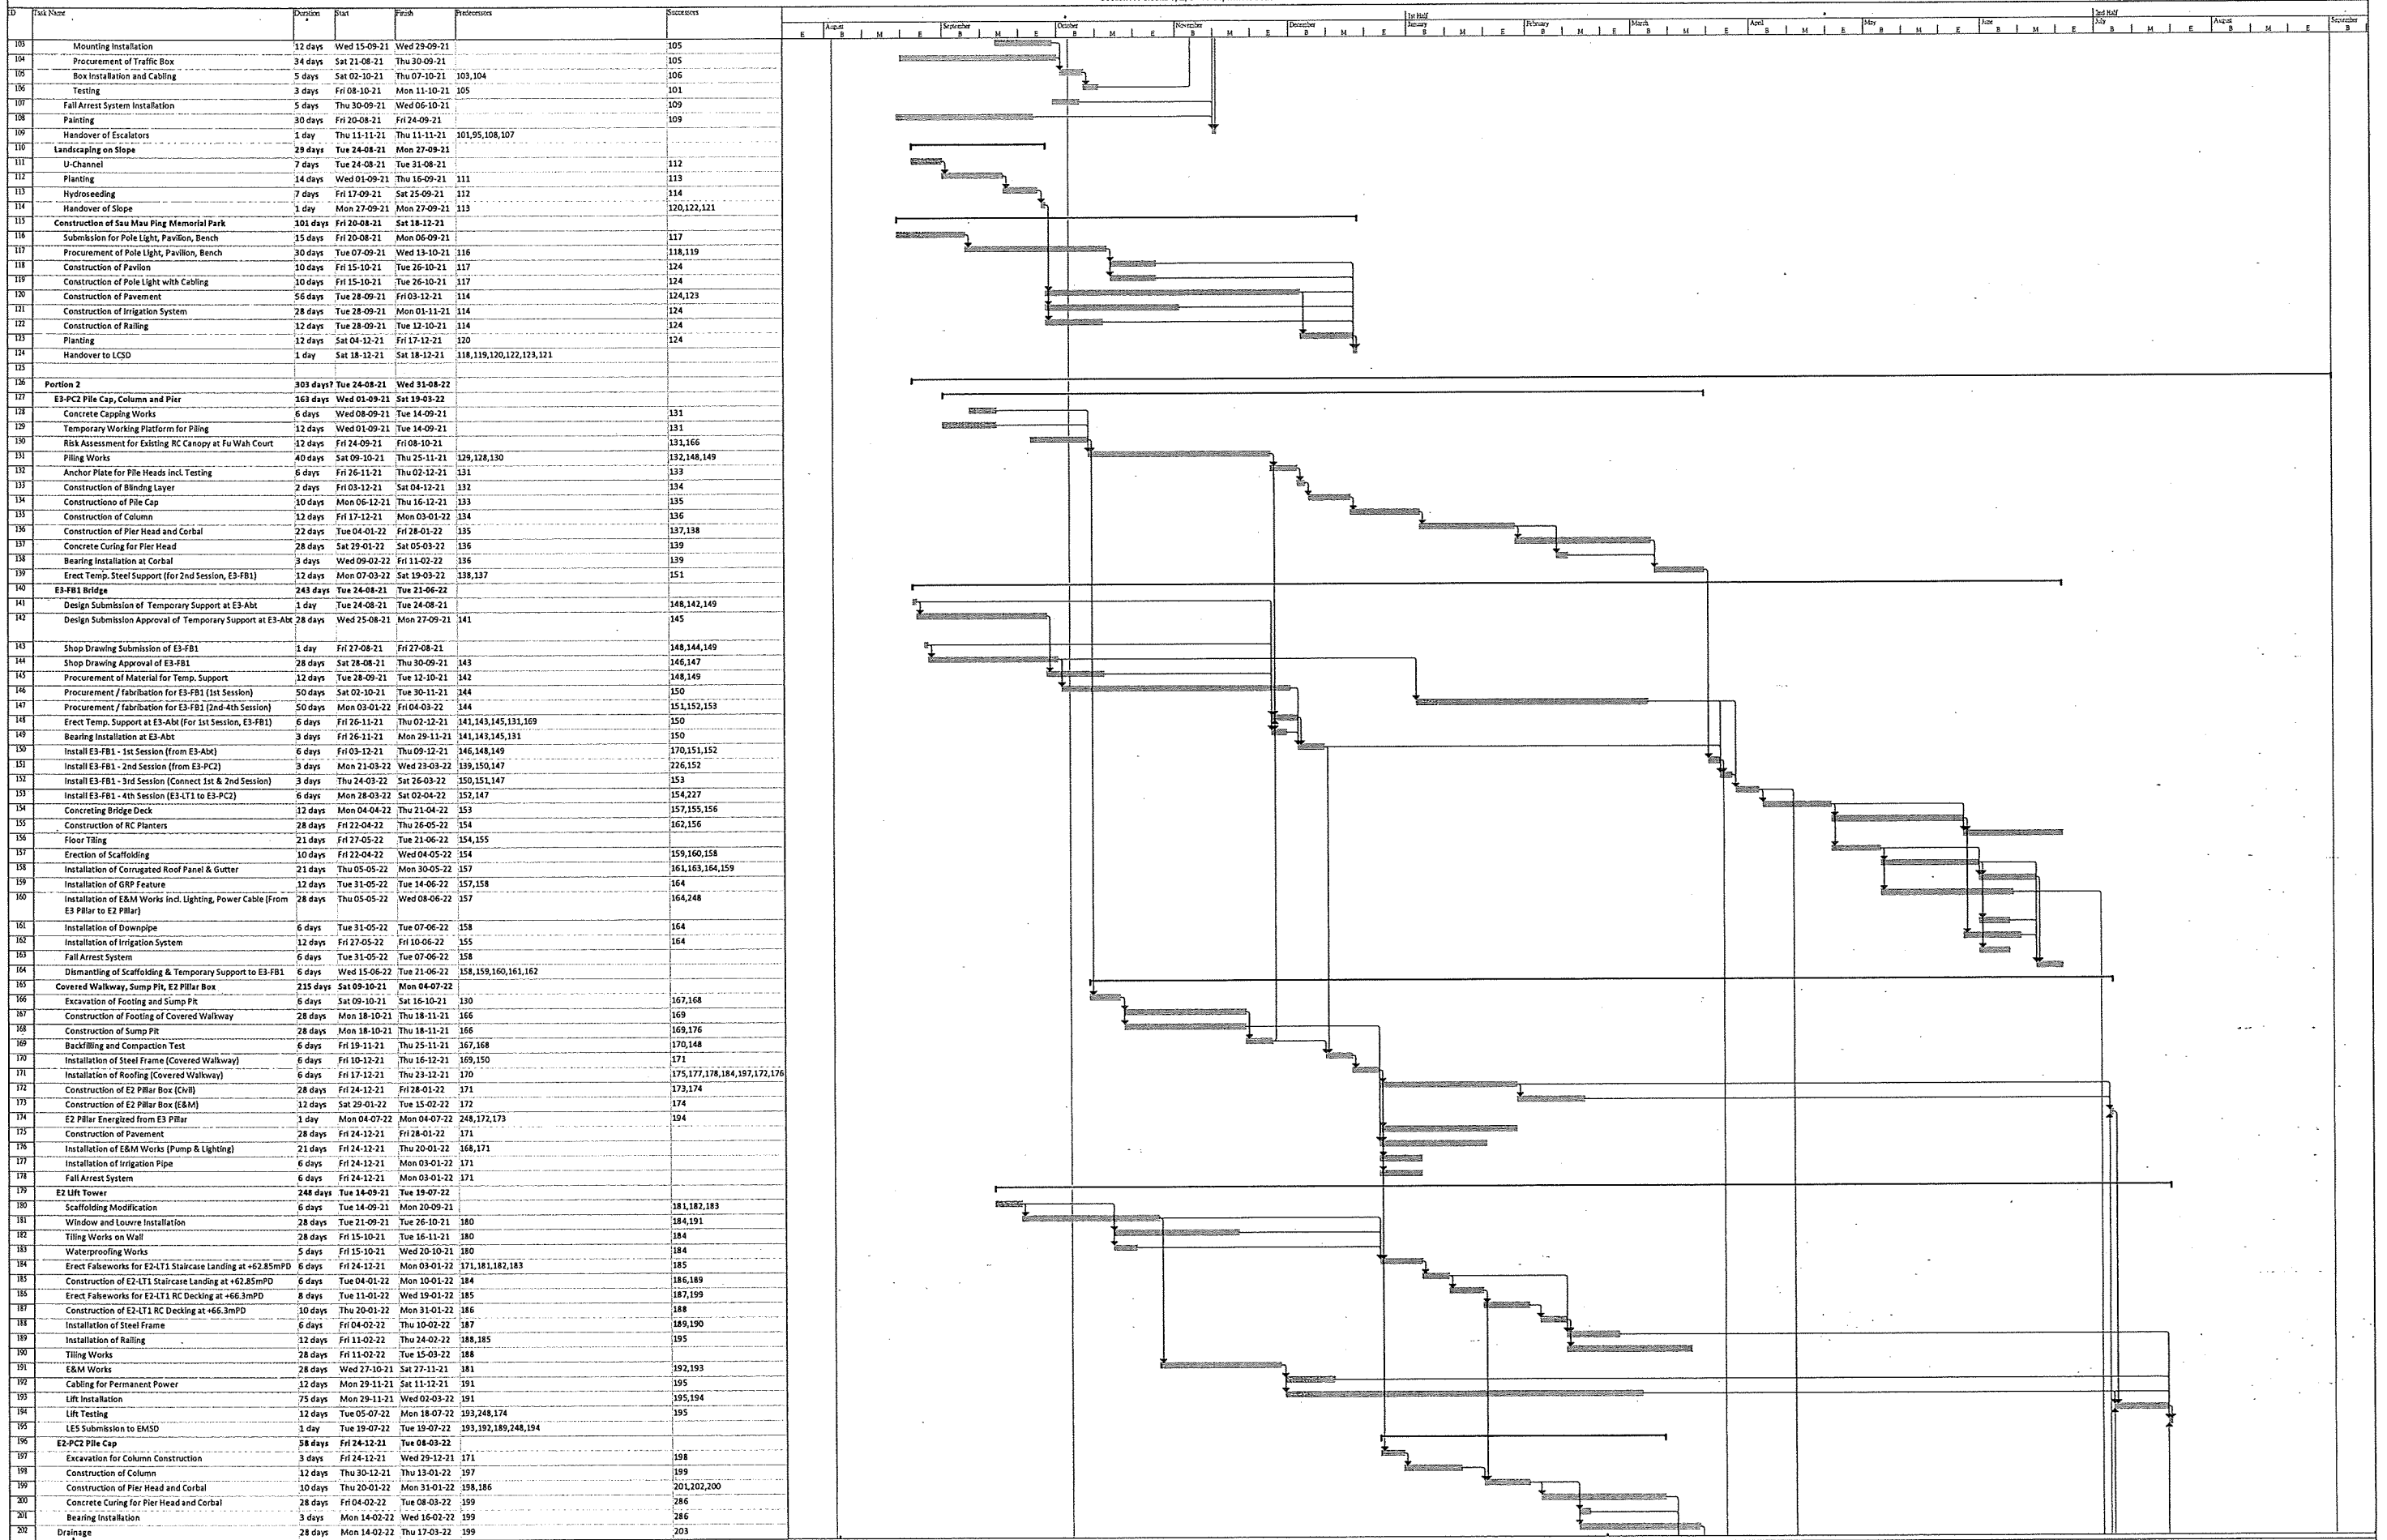 ID Task Name Duration Start Finish Predecessors Successors
1st Half 2nd Half
August September October November December January February March April May June July August September
E B M E B M E B M E B M E B M E B M E B M E B M E B M E B M E B M E B M E B M E B
103 Mounting Installation 12 days Wed 15-09-21 Wed 29-09-21 105
104 Procurement of Traffic Box 34 days Sat 21-08-21 Thu 30-09-21 105
105 Box Installation and Cabling 5 days Sat 02-10-21 Thu 07-10-21 103,104 106
106 Testing 3 days Fri 08-10-21 Mon 11-10-21 105 101
107 Fall Arrest System Installation 5 days Thu 30-09-21 Wed 06-10-21 109
108 Painting 30 days Fri 20-08-21 Fri 24-09-21 109
109 Handover of Escalators 1 day Thu 11-11-21 Thu 11-11-21 101,95,108,107
110 Landscaping on Slope 29 days Tue 24-08-21 Mon 27-09-21
111 U-Channel 7 days Tue 24-08-21 Tue 31-08-21 112
112 Planting 14 days Wed 01-09-21 Thu 16-09-21 111 113
113 Hydroseeding 7 days Fri 17-09-21 Sat 25-09-21 112 114
114 Handover of Slope 1 day Mon 27-09-21 Mon 27-09-21 113 120,122,121
115 Construction of Sau Mau Ping Memorial Park 101 days Fri 20-08-21 Sat 18-12-21
116 Submission for Pole Light, Pavilion, Bench 15 days Fri 20-08-21 Mon 06-09-21 117
117 Procurement of Pole Light, Pavilion, Bench 30 days Tue 07-09-21 Wed 13-10-21 116 118,119
118 Construction of Pavilon 10 days Fri 15-10-21 Tue 26-10-21 117 124
119 Construction of Pole Light with Cabling 10 days Fri 15-10-21 Tue 26-10-21 117 124
120 Construction of Pavement 56 days Tue 28-09-21 Fri 03-12-21 114 124,123
121 Construction of Irrigation System 28 days Tue 28-09-21 Mon 01-11-21 114 124
122 Construction of Railing 12 days Tue 28-09-21 Tue 12-10-21 114 124
123 Planting 12 days Sat 04-12-21 Fri 17-12-21 120 124
124 Handover to LCSD 1 day Sat 18-12-21 Sat 18-12-21 118,119,120,122,123,121
125
126 Portion 2 303 days? Tue 24-08-21 Wed 31-08-22
127 E3-PC2 Pile Cap, Column and Pier 163 days Wed 01-09-21 Sat 19-03-22
128 Concrete Capping Works 6 days Wed 08-09-21 Tue 14-09-21 131
129 Temporary Working Platform for Piling 12 days Wed 01-09-21 Tue 14-09-21 131
130 Risk Assessment for Existing RC Canopy at Fu Wah Court 12 days Fri 24-09-21 Fri 08-10-21 131,166
131 Piling Works 40 days Sat 09-10-21 Thu 25-11-21 129,128,130 132,148,149
132 Anchor Plate for Pile Heads incl. Testing 6 days Fri 26-11-21 Thu 02-12-21 131 133
133 Construction of Blindng Layer 2 days Fri 03-12-21 Sat 04-12-21 132 134
134 Constructiono of Pile Cap 10 days Mon 06-12-21 Thu 16-12-21 133 135
135 Construction of Column 12 days Fri 17-12-21 Mon 03-01-22 134 136
136 Construction of Pier Head and Corbal 22 days Tue 04-01-22 Fri 28-01-22 135 137,138
137 Concrete Curing for Pier Head 28 days Sat 29-01-22 Sat 05-03-22 136 139
138 Bearing Installation at Corbal 3 days Wed 09-02-22 Fri 11-02-22 136 139
139 Erect Temp. Steel Support (for 2nd Session, E3-FB1) 12 days Mon 07-03-22 Sat 19-03-22 138,137 151
140 E3-FB1 Bridge 243 days Tue 24-08-21 Tue 21-06-22
141 Design Submission of Temporary Support at E3-Abt 1 day Tue 24-08-21 Tue 24-08-21 148,142,149
142 Design Submission Approval of Temporary Support at E3-Abt 28 days Wed 25-08-21 Mon 27-09-21 141 145
143 Shop Drawing Submission of E3-FB1 1 day Fri 27-08-21 Fri 27-08-21 148,144,149
144 Shop Drawing Approval of E3-FB1 28 days Sat 28-08-21 Thu 30-09-21 143 146,147
145 Procurement of Material for Temp. Support 12 days Tue 28-09-21 Tue 12-10-21 142 148,149
146 Procurement / fabribation for E3-FB1 (1st Session) 50 days Sat 02-10-21 Tue 30-11-21 144 150
147 Procurement / fabribation for E3-FB1 (2nd-4th Session) 50 days Mon 03-01-22 Fri 04-03-22 144 151,152,153
148 Erect Temp. Support at E3-Abt (For 1st Session, E3-FB1) 6 days Fri 26-11-21 Thu 02-12-21 141,143,145,131,169 150
149 Bearing Installation at E3-Abt 3 days Fri 26-11-21 Mon 29-11-21 141,143,145,131 150
150 Install E3-FB1 - 1st Session (from E3-Abt) 6 days Fri 03-12-21 Thu 09-12-21 146,148,149 170,151,152
151 Install E3-FB1 - 2nd Session (from E3-PC2) 3 days Mon 21-03-22 Wed 23-03-22 139,150,147 226,152
152 Install E3-FB1 - 3rd Session (Connect 1st & 2nd Session) 3 days Thu 24-03-22 Sat 26-03-22 150,151,147 153
153 Install E3-FB1 - 4th Session (E3-LT1 to E3-PC2) 6 days Mon 28-03-22 Sat 02-04-22 152,147 154,227
154 Concreting Bridge Deck 12 days Mon 04-04-22 Thu 21-04-22 153 157,155,156
155 Construction of RC Planters 28 days Fri 22-04-22 Thu 26-05-22 154 162,156
156 Floor Tiling 21 days Fri 27-05-22 Tue 21-06-22 154,155
157 Erection of Scaffolding 10 days Fri 22-04-22 Wed 04-05-22 154 159,160,158
158 Installation of Corrugated Roof Panel & Gutter 21 days Thu 05-05-22 Mon 30-05-22 157 161,163,164,159
159 Installation of GRP Feature 12 days Tue 31-05-22 Tue 14-06-22 157,158 164
160 Installation of E&M Works incl. Lighting, Power Cable (From 28 days Thu 05-05-22 Wed 08-06-22 157 164,248
E3 Pillar to E2 Pillar)
161 Installation of Downpipe 6 days Tue 31-05-22 Tue 07-06-22 158 164
162 Installation of Irrigation System 12 days Fri 27-05-22 Fri 10-06-22 155 164
163 Fall Arrest System 6 days Tue 31-05-22 Tue 07-06-22 158
164 Dismantling of Scaffolding & Temporary Support to E3-FB1 6 days Wed 15-06-22 Tue 21-06-22 158,159,160,161,162
165 Covered Walkway, Sump Pit, E2 Pillar Box 215 days Sat 09-10-21 Mon 04-07-22
166 Excavation of Footing and Sump Pit 6 days Sat 09-10-21 Sat 16-10-21 130 167,168
167 Construction of Footing of Covered Walkway 28 days Mon 18-10-21 Thu 18-11-21 166 169
168 Construction of Sump Pit 28 days Mon 18-10-21 Thu 18-11-21 166 169,176
169 Backfilling and Compaction Test 6 days Fri 19-11-21 Thu 25-11-21 167,168 170,148
170 Installation of Steel Frame (Covered Walkway) 6 days Fri 10-12-21 Thu 16-12-21 169,150 171
171 Installation of Roofing (Covered Walkway) 6 days Fri 17-12-21 Thu 23-12-21 170 175,177,178,184,197,172,176
172 Construction of E2 Pillar Box (Civil) 28 days Fri 24-12-21 Fri 28-01-22 171 173,174
173 Construction of E2 Pillar Box (E&M) 12 days Sat 29-01-22 Tue 15-02-22 172 174
174 E2 Pillar Energized from E3 Pillar 1 day Mon 04-07-22 Mon 04-07-22 248,172,173 194
175 Construction of Pavement 28 days Fri 24-12-21 Fri 28-01-22 171
176 Installation of E&M Works (Pump & Lighting) 21 days Fri 24-12-21 Thu 20-01-22 168,171
177 Installation of Irrigation Pipe 6 days Fri 24-12-21 Mon 03-01-22 171
178 Fall Arrest System 6 days Fri 24-12-21 Mon 03-01-22 171
179 E2 Lift Tower 248 days Tue 14-09-21 Tue 19-07-22
180 Scaffolding Modification 6 days Tue 14-09-21 Mon 20-09-21 181,182,183
181 Window and Louvre Installation 28 days Tue 21-09-21 Tue 26-10-21 180 184,191
182 Tiling Works on Wall 28 days Fri 15-10-21 Tue 16-11-21 180 184
183 Waterproofing Works 5 days Fri 15-10-21 Wed 20-10-21 180 184
184 Erect Falseworks for E2-LT1 Staircase Landing at +62.85mPD 6 days Fri 24-12-21 Mon 03-01-22 171,181,182,183 185
185 Construction of E2-LT1 Staircase Landing at +62.85mPD 6 days Tue 04-01-22 Mon 10-01-22 184 186,189
186 Erect Falseworks for E2-LT1 RC Decking at +66.3mPD 8 days Tue 11-01-22 Wed 19-01-22 185 187,199
187 Construction of E2-LT1 RC Decking at +66.3mPD 10 days Thu 20-01-22 Mon 31-01-22 186 188
188 Installation of Steel Frame 6 days Fri 04-02-22 Thu 10-02-22 187 189,190
189 Installation of Railing 12 days Fri 11-02-22 Thu 24-02-22 188,185 195
190 Tiling Works 28 days Fri 11-02-22 Tue 15-03-22 188
191 E&M Works 28 days Wed 27-10-21 Sat 27-11-21 181 192,193
192 Cabling for Permanent Power 12 days Mon 29-11-21 Sat 11-12-21 191 195
193 Lift Installation 75 days Mon 29-11-21 Wed 02-03-22 191 195,194
194 Lift Testing 12 days Tue 05-07-22 Mon 18-07-22 193,248,174 195
195 LE5 Submission to EMSD 1 day Tue 19-07-22 Tue 19-07-22 193,192,189,248,194
196 E2-PC2 Pile Cap 58 days Fri 24-12-21 Tue 08-03-22
197 Excavation for Column Construction 3 days Fri 24-12-21 Wed 29-12-21 171 198
198 Construction of Column 12 days Thu 30-12-21 Thu 13-01-22 197 199
199 Construction of Pier Head and Corbal 10 days Thu 20-01-22 Mon 31-01-22 198,186 201,202,200
200 Concrete Curing for Pier Head and Corbal 28 days Fri 04-02-22 Tue 08-03-22 199 286
201 Bearing Installation 3 days Mon 14-02-22 Wed 16-02-22 199 286
202 Drainage 28 days Mon 14-02-22 Thu 17-03-22 199 203